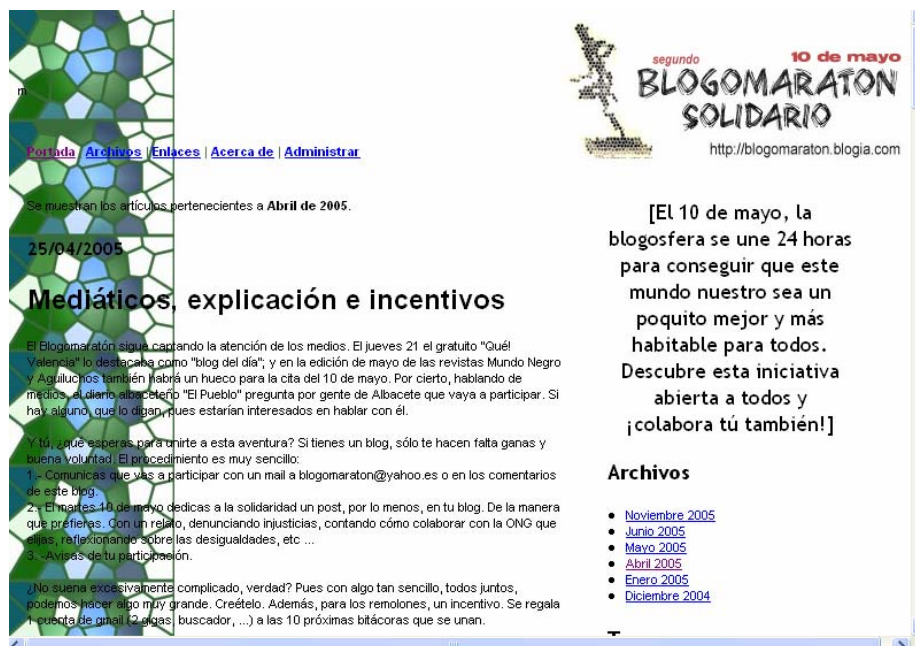 m
Portada | Archivos | Enlaces | Acerca de | Administrar
Se muestran los artículos pertenecientes a Abril de 2005.
25/04/2005
Mediáticos, explicación e incentivos
El Blogomaratón sigue captando la atención de los medios. El jueves 21 el gratuito "Qué!
Valencia" lo destacaba como "blog del día"; y en la edición de mayo de las revistas Mundo Negro
y Aguiluchos también habrá un hueco para la cita del 10 de mayo. Por cierto, hablando de
medios, el diario albaceteño "El Pueblo" pregunta por gente de Albacete que vaya a participar. Si
hay alguno, que lo digan, pues estarían interesados en hablar con él.
Y tú, ¿qué esperas para unirte a esta aventura? Si tienes un blog, sólo te hacen falta ganas y
buena voluntad. El procedimiento es muy sencillo:
1.- Comunicas que vas a participar con un mail a blogomaraton@yahoo.es o en los comentarios
de este blog.
2.- El martes 10 de mayo dedicas a la solidaridad un post, por lo menos, en tu blog. De la manera
que prefieras. Con un relato, denunciando injusticias, contando cómo colaborar con la ONG que
elijas, reflexionando sobre las desigualdades, etc ...
3. -Avisas de tu participación.
¿No suena excesivamente complicado, verdad? Pues con algo tan sencillo, todos juntos,
podemos hacer algo muy grande. Creételo. Además, para los remolones, un incentivo. Se regala
1 cuenta de gmail (2 gigas, buscador, ...) a las 10 próximas bitácoras que se unan.
segundo 10 de mayo
BLOGOMARATON
SOLIDARIO
http://blogomaraton.blogia.com
[El 10 de mayo, la
blogosfera se une 24 horas
para conseguir que este
mundo nuestro sea un
poquito mejor y más
habitable para todos.
Descubre esta iniciativa
abierta a todos y
¡colabora tú también!]
Archivos
Noviembre 2005
Junio 2005
Mayo 2005
Abril 2005
Enero 2005
Diciembre 2004